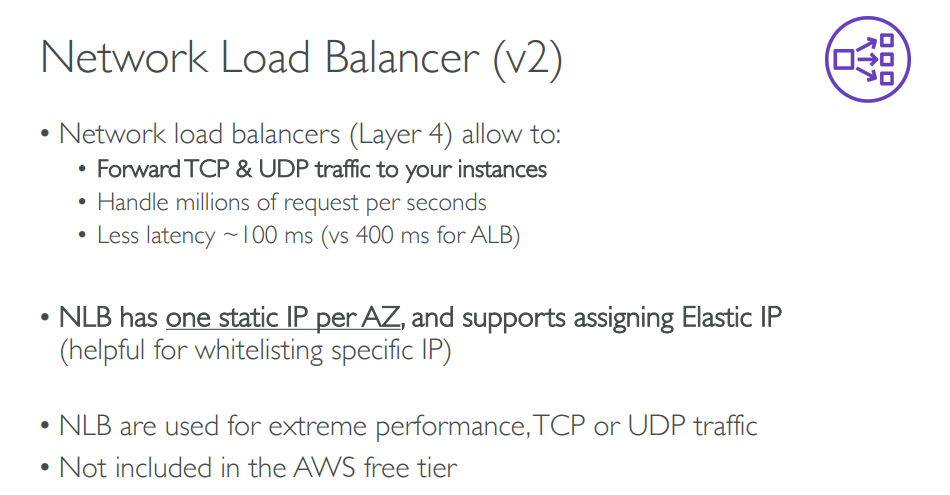 Network Load Balancer (v2)
• Network load balancers (Layer 4) allow to:
• Forward TCP & UDP traffic to your instances
• Handle millions of request per seconds
• Less latency ~100 ms (vs 400 ms for ALB)
• NLB has one static IP per AZ, and supports assigning Elastic IP
(helpful for whitelisting specific IP)
• NLB are used for extreme performance, TCP or UDP traffic
• Not included in the AWS free tier